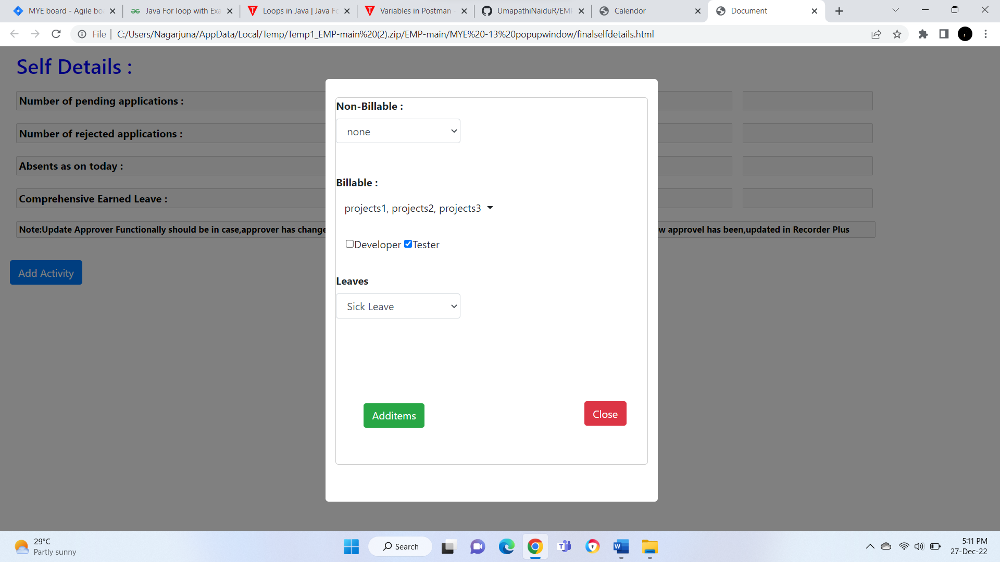 MYE board - Agile bo
Java For loop with Exa
Loops in Java | Java Fo
Variables in Postman -
UmapathiNaiduR/EMP
Calendor
Document
File
C:/Users/Nagarjuna/AppData/Local/Temp/Temp1_EMP-main%20(2).zip/EMP-main/MYE%20-13%20popupwindow/finalselfdetails.html
Self Details :
Number of pending applications :
Number of rejected applications :
Absents as on today :
Comprehensive Earned Leave :
Note:Update Approver Functionally should be in case,approver has change
w approvel has been,updated in Recorder Plus
Add Activity
Non-Billable :
none
Billable :
projects1, projects2, projects3
Developer Tester
Leaves
Sick Leave
Additems
Close
29°C
Partly sunny
Search
5:11 PM
27-Dec-22